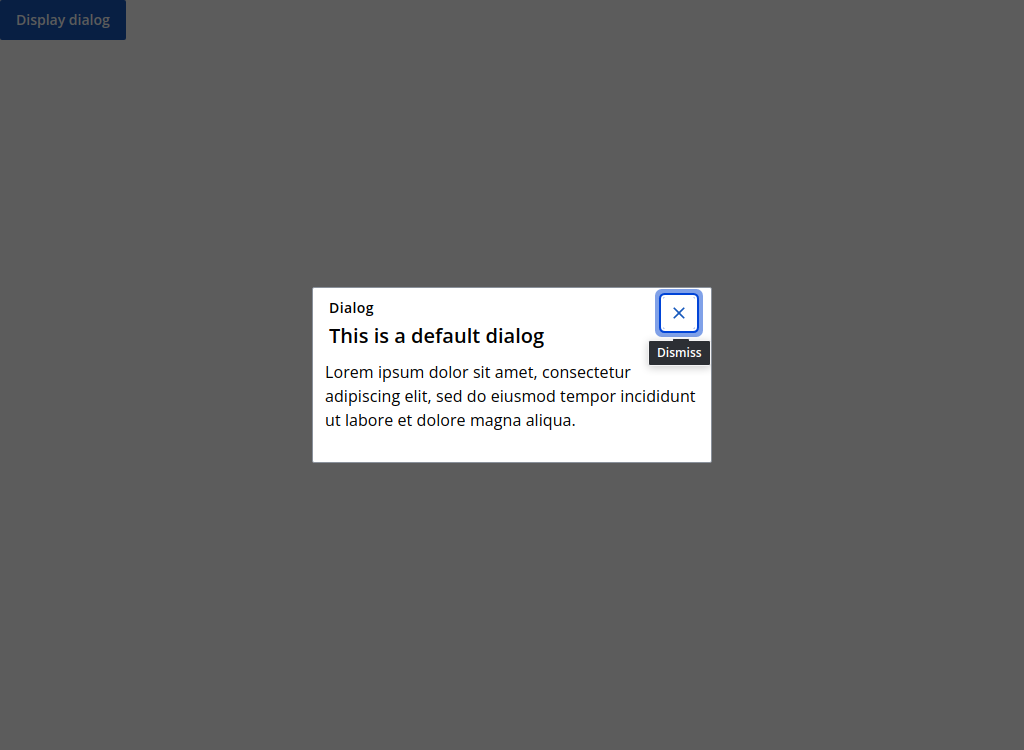 Display dialog
Dialog
This is a default dialog
Dismiss
Lorem ipsum dolor sit amet, consectetur
adipiscing elit, sed do eiusmod tempor incididunt
ut labore et dolore magna aliqua.